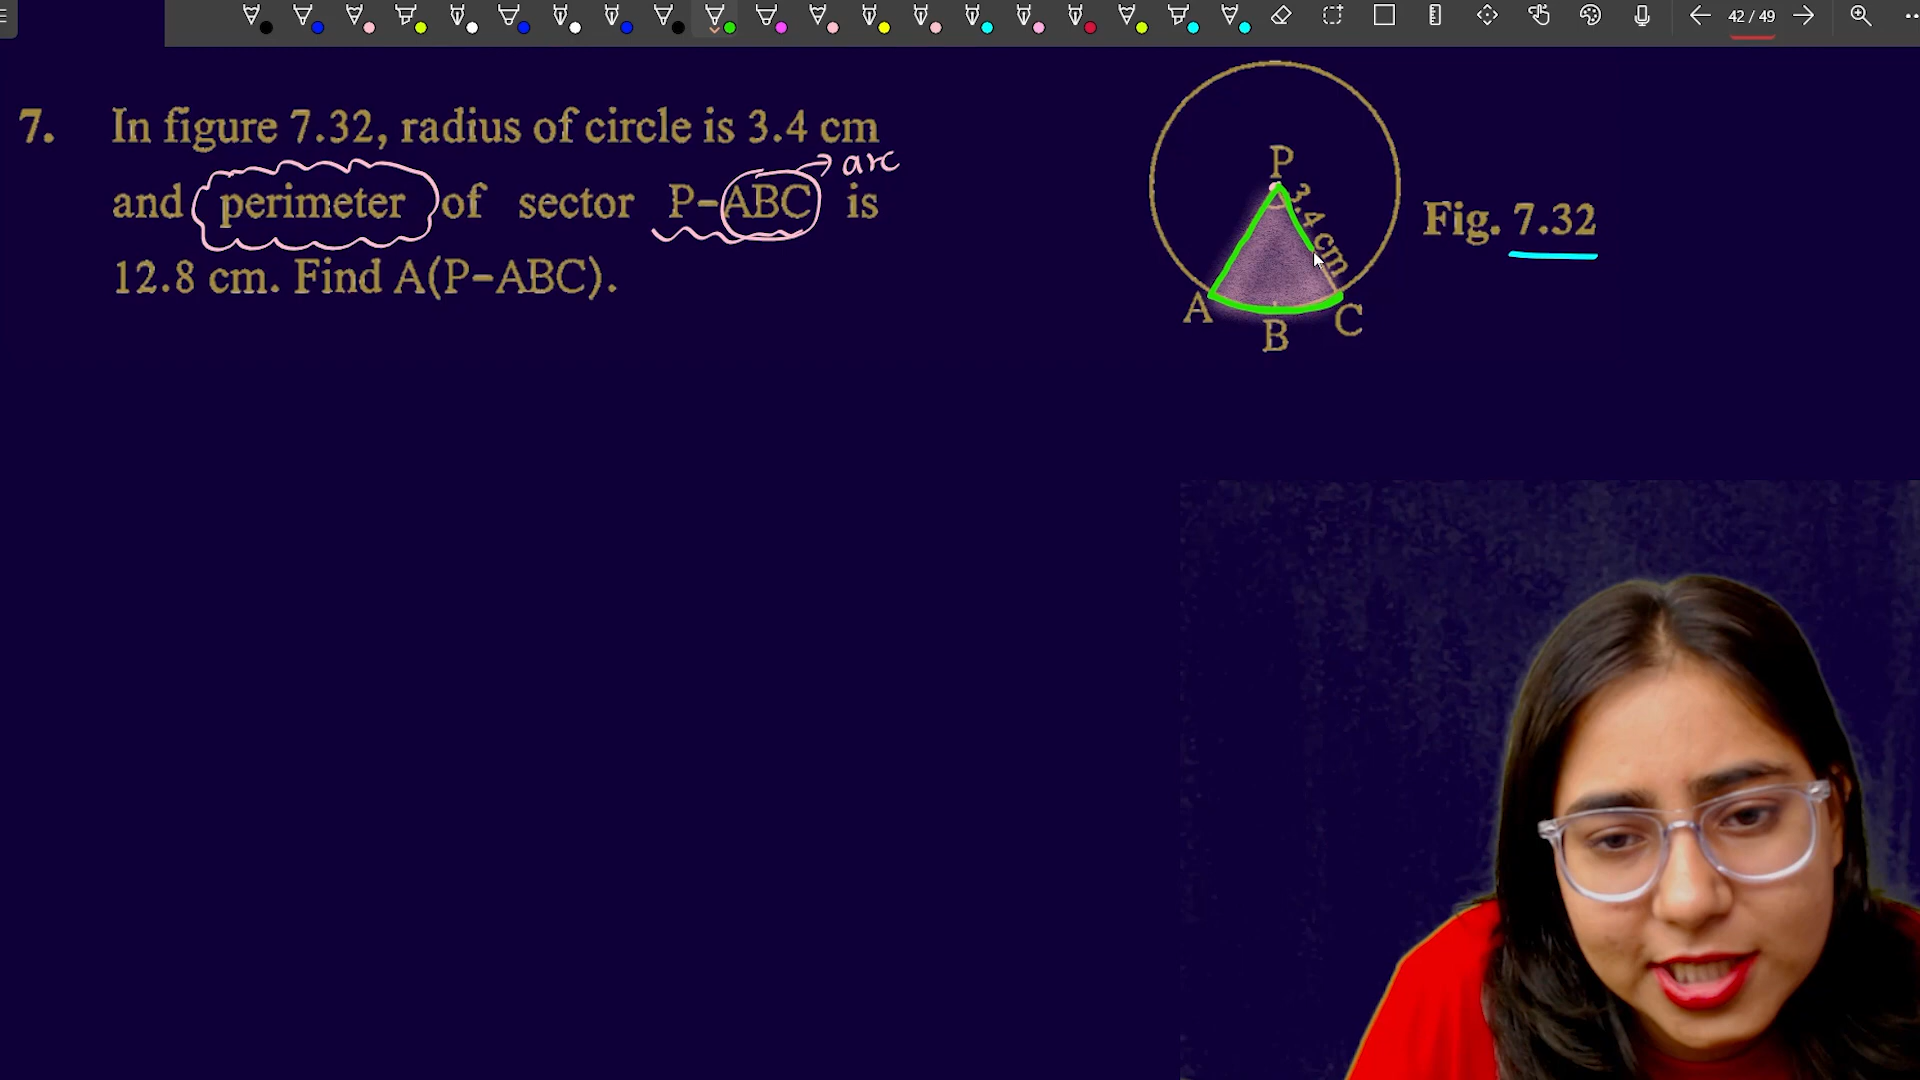 42 / 49
7. In figure 7.32, radius of circle is 3.4 cm
arc
and perimeter of sector P-ABC is
12.8 cm. Find A(P-ABC).
P
3.4 cm
Fig. 7.32
A
B
C